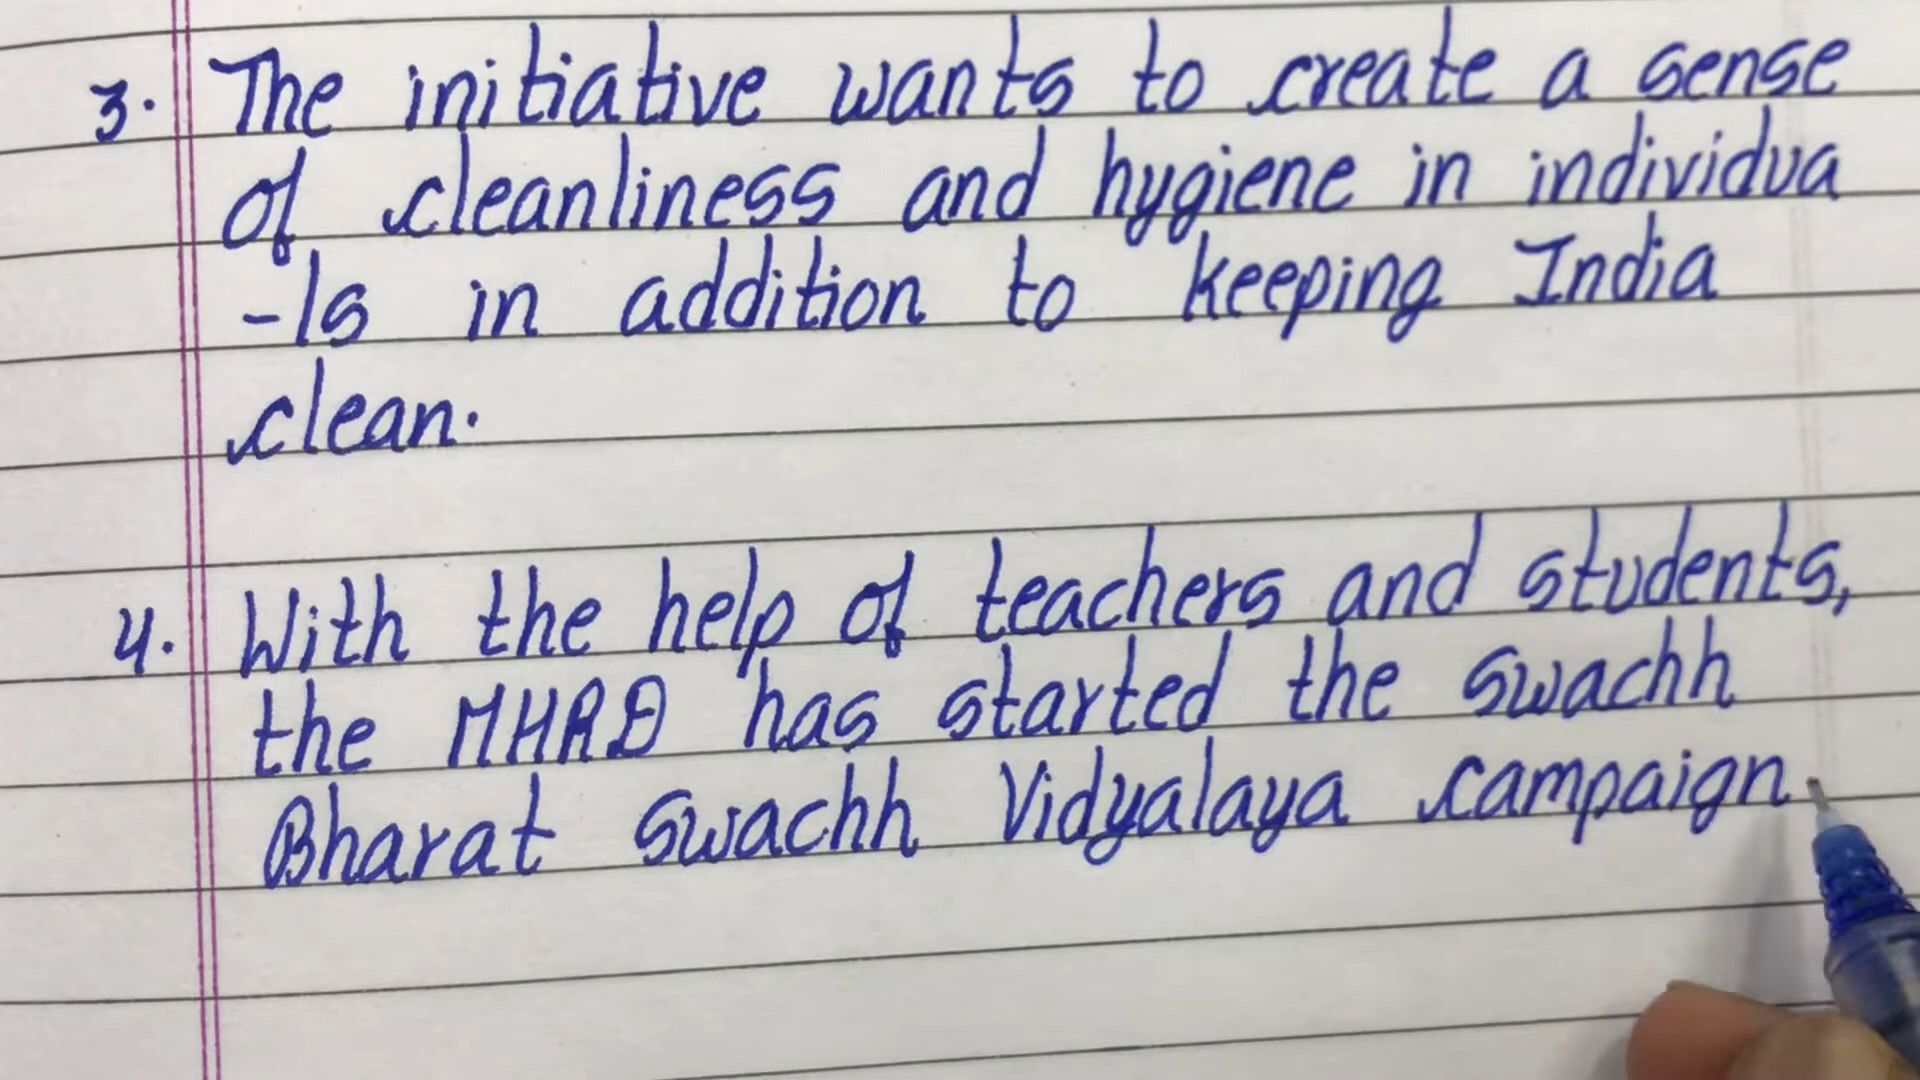 3. The initiative wants to create a sense
of cleanliness and hygiene in individua
-ls in addition to keeping India
clean.
4. With the help of teachers and students,
the MHRD has started the Swachh
Bharat Swachh Vidyalaya campaign.